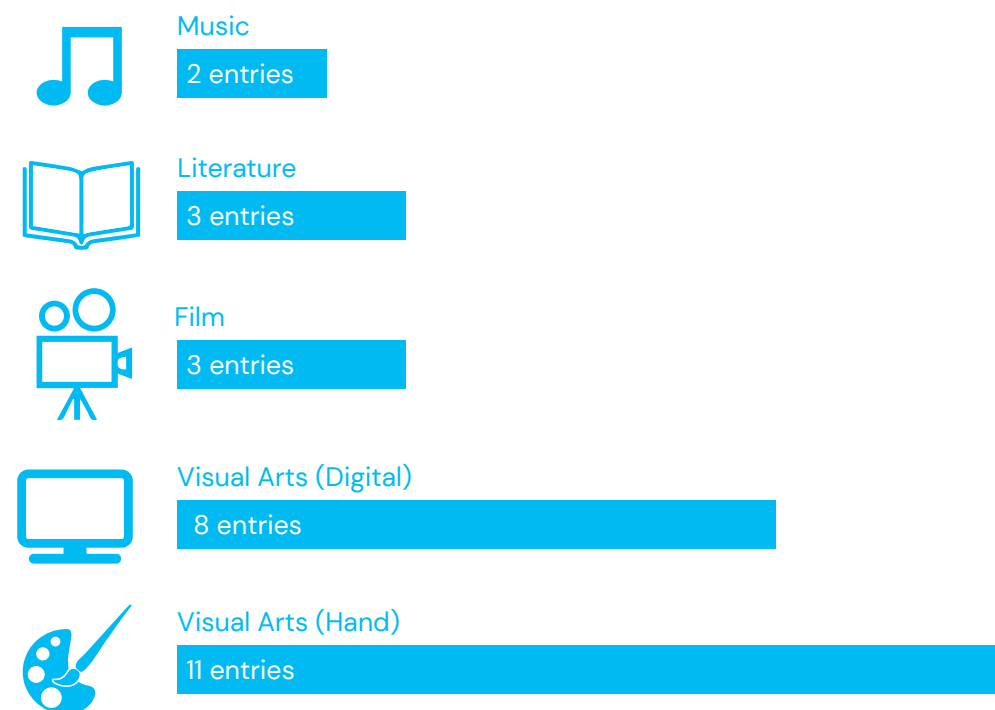 Music
2 entries
Literature
3 entries
Film
3 entries
Visual Arts (Digital)
8 entries
Visual Arts (Hand)
11 entries